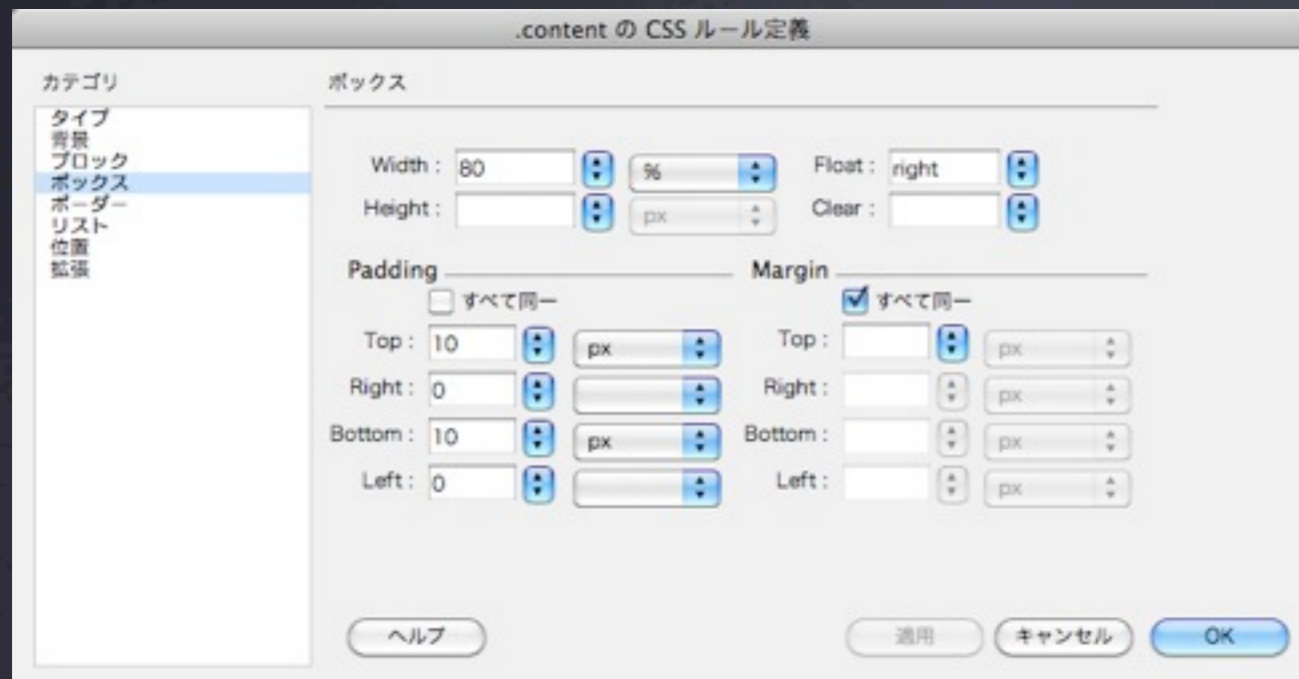 .content の CSS ルール定義
カテゴリ
タイプ
背景
ブロック
ボックス
ボーダー
リスト
位置
拡張
ボックス
Width : 80 % Float : right
Height : px Clear :
Padding
すべて同一
Top : 10 px
Right : 0
Bottom : 10 px
Left : 0
Margin
すべて同一
Top : px
Right : px
Bottom : px
Left : px
ヘルプ 適用 キャンセル OK